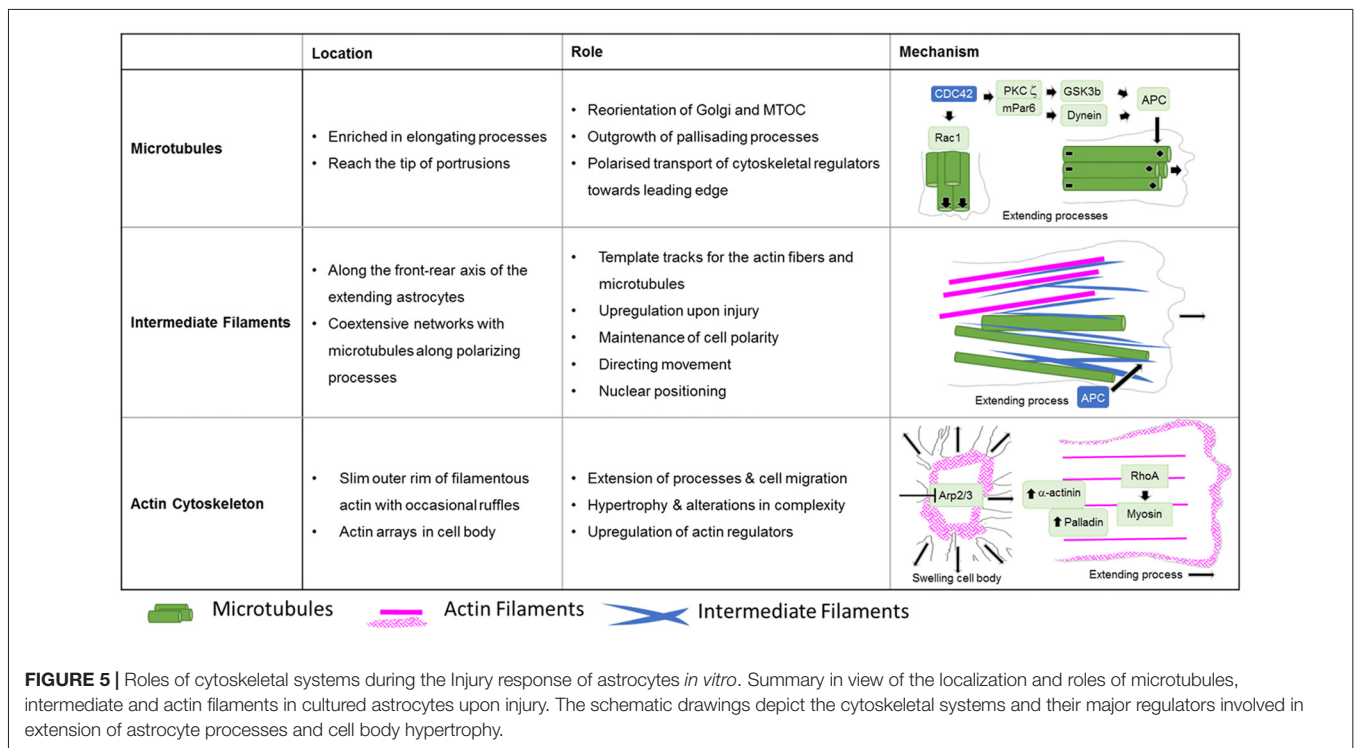 Location
Role
Mechanism
Microtubules
• Enriched in elongating processes
• Reach the tip of portrusions
• Reorientation of Golgi and MTOC
• Outgrowth of pallisading processes
• Polarised transport of cytoskeletal regulators
towards leading edge
CDC42
PKC ζ
mPar6
GSK3b
Dynein
APC
Rac1
Extending processes
Intermediate Filaments
• Along the front-rear axis of the
extending astrocytes
• Coextensive networks with
microtubules along polarizing
processes
• Template tracks for the actin fibers and
microtubules
• Upregulation upon injury
• Maintenance of cell polarity
• Directing movement
• Nuclear positioning
Extending process
APC
Actin Cytoskeleton
• Slim outer rim of filamentous
actin with occasional ruffles
• Actin arrays in cell body
• Extension of processes & cell migration
• Hypertrophy & alterations in complexity
• Upregulation of actin regulators
Arp2/3
Swelling cell body
α-actinin
Palladin
RhoA
Myosin
Extending process
Microtubules
Actin Filaments
Intermediate Filaments
FIGURE 5 | Roles of cytoskeletal systems during the Injury response of astrocytes in vitro. Summary in view of the localization and roles of microtubules,
intermediate and actin filaments in cultured astrocytes upon injury. The schematic drawings depict the cytoskeletal systems and their major regulators involved in
extension of astrocyte processes and cell body hypertrophy.